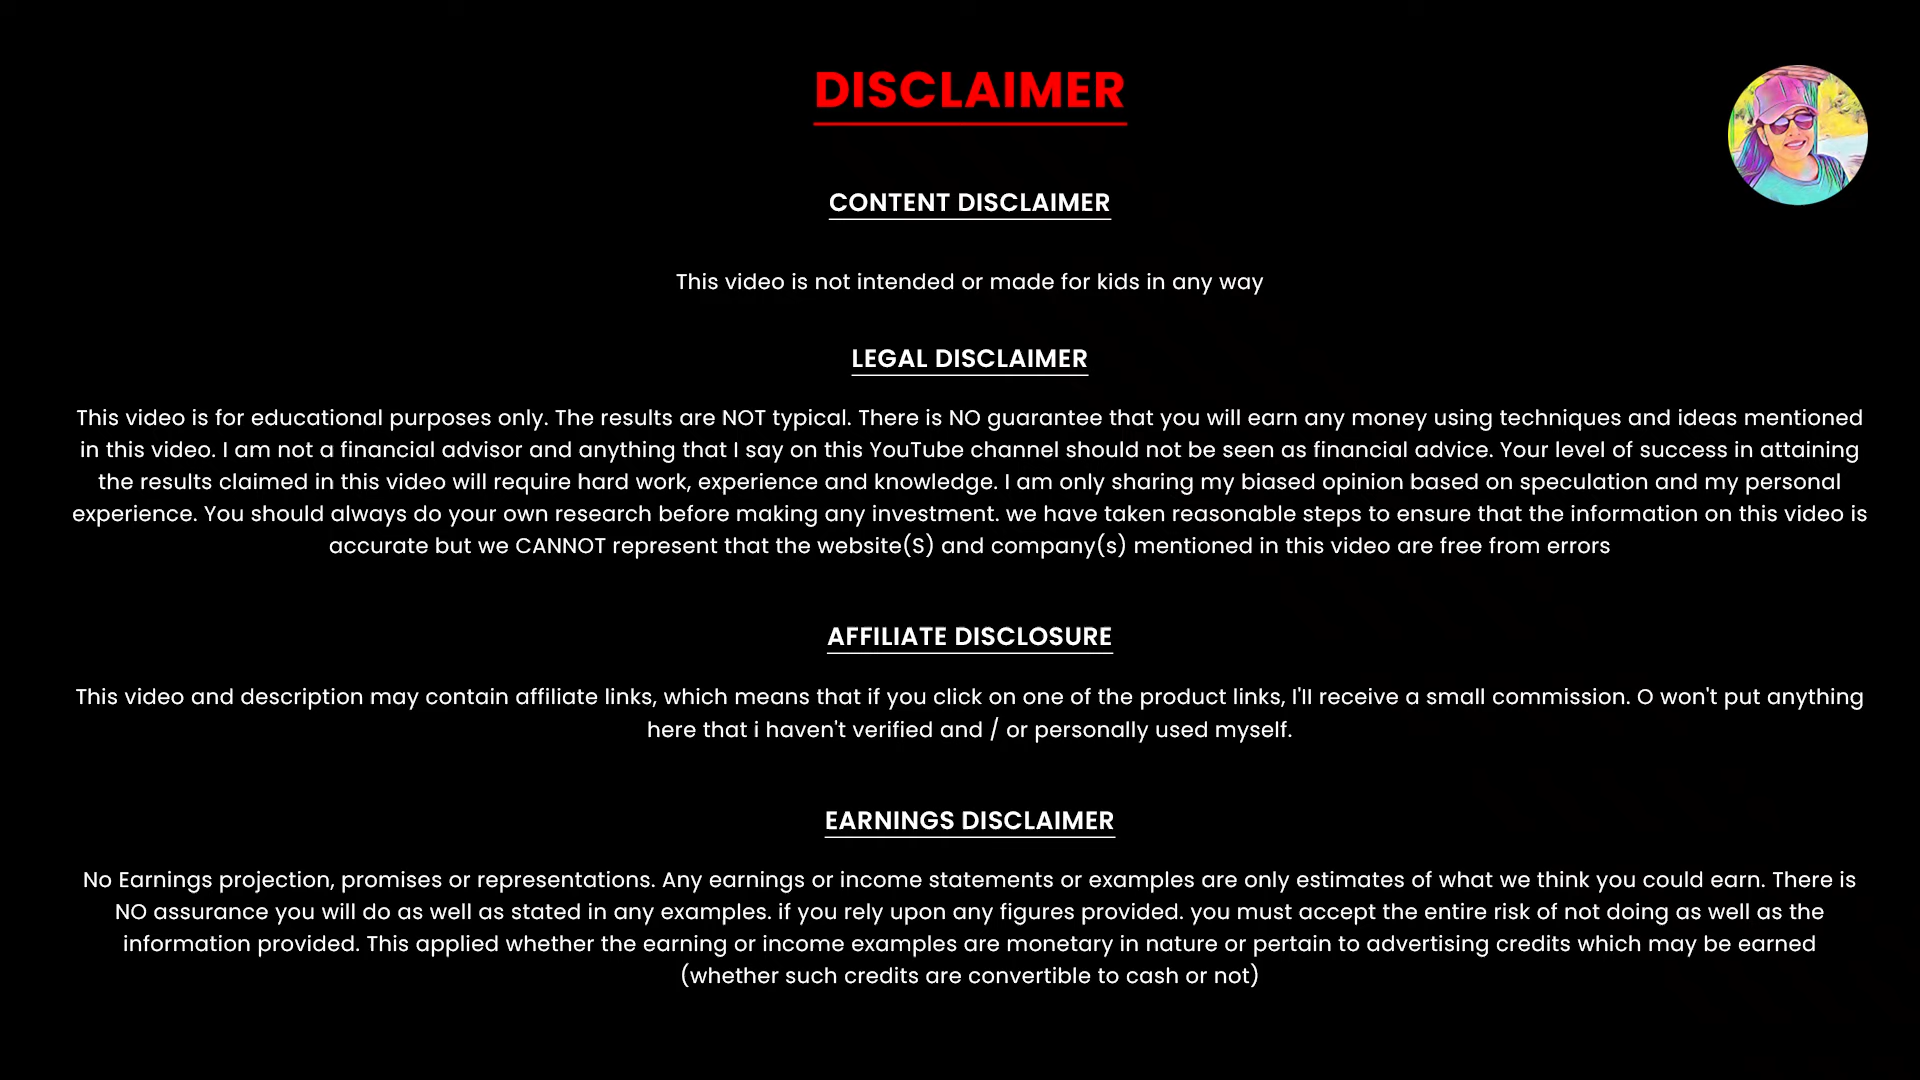 DISCLAIMER
CONTENT DISCLAIMER
This video is not intended or made for kids in any way
LEGAL DISCLAIMER
This video is for educational purposes only. The results are NOT typical. There is NO guarantee that you will earn any money using techniques and ideas mentioned
in this video. I am not a financial advisor and anything that I say on this YouTube channel should not be seen as financial advice. Your level of success in attaining
the results claimed in this video will require hard work, experience and knowledge. I am only sharing my biased opinion based on speculation and my personal
experience. You should always do your own research before making any investment. we have taken reasonable steps to ensure that the information on this video is
accurate but we CANNOT represent that the website(S) and company(s) mentioned in this video are free from errors
AFFILIATE DISCLOSURE
This video and description may contain affiliate links, which means that if you click on one of the product links, I'II receive a small commission. O won't put anything
here that i haven't verified and / or personally used myself.
EARNINGS DISCLAIMER
No Earnings projection, promises or representations. Any earnings or income statements or examples are only estimates of what we think you could earn. There is
NO assurance you will do as well as stated in any examples. if you rely upon any figures provided. you must accept the entire risk of not doing as well as the
information provided. This applied whether the earning or income examples are monetary in nature or pertain to advertising credits which may be earned
(whether such credits are convertible to cash or not)